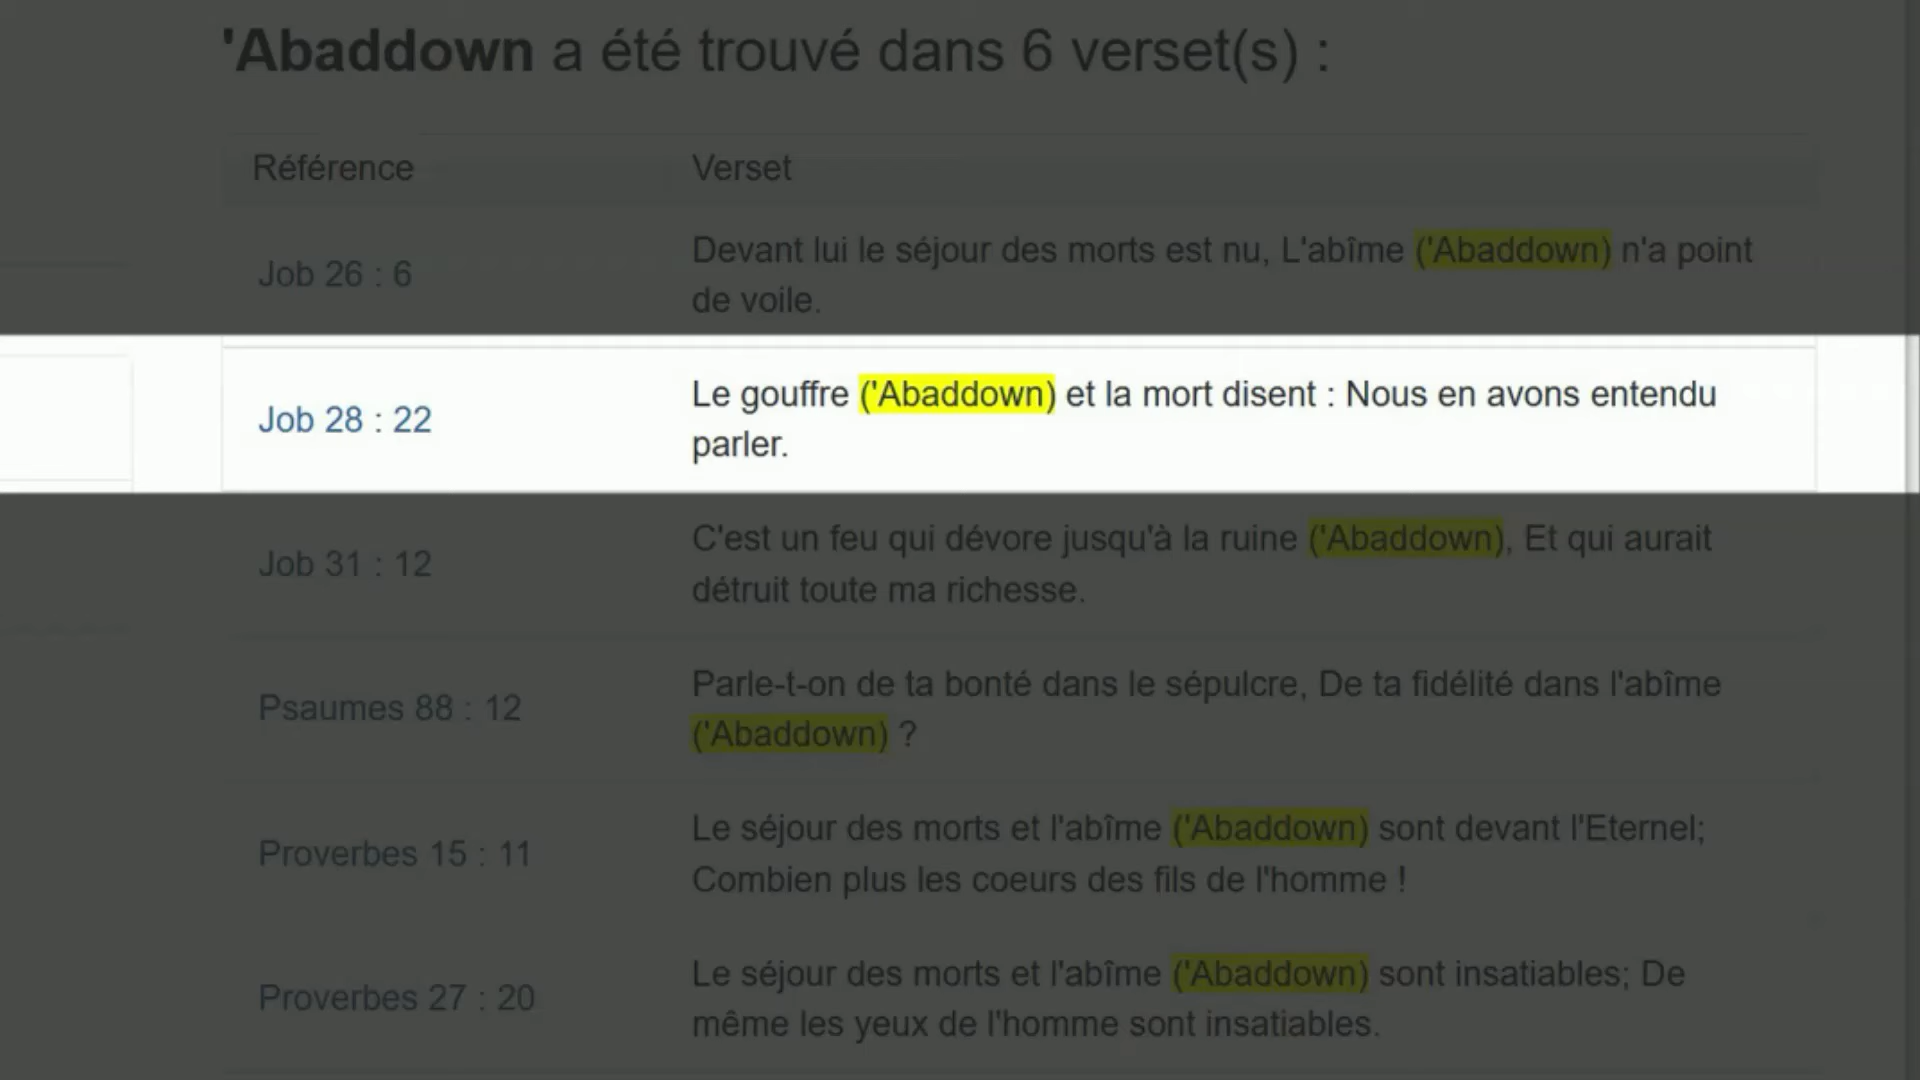 'Abaddown a été trouvé dans 6 verset(s) :
Référence Verset
Job 26 : 6
Devant lui le séjour des morts est nu, L'abîme ('Abaddown) n'a point
de voile.
Job 28 : 22
Le gouffre ('Abaddown) et la mort disent : Nous en avons entendu
parler.
Job 31 : 12
C'est un feu qui dévore jusqu'à la ruine ('Abaddown), Et qui aurait
détruit toute ma richesse.
Psaumes 88 : 12
Parle-t-on de ta bonté dans le sépulcre, De ta fidélité dans l'abîme
('Abaddown) ?
Proverbes 15 : 11
Le séjour des morts et l'abîme ('Abaddown) sont devant l'Eternel;
Combien plus les coeurs des fils de l'homme !
Proverbes 27 : 20
Le séjour des morts et l'abîme ('Abaddown) sont insatiables; De
même les yeux de l'homme sont insatiables.